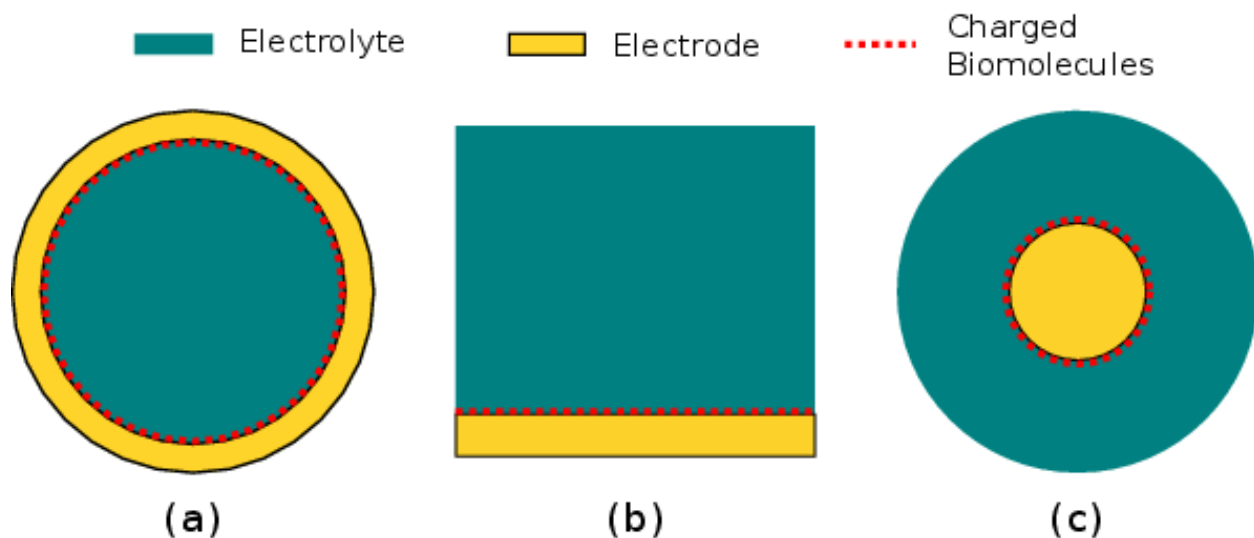 Electrolyte
Electrode
Charged
Biomolecules
(a)
(b)
(c)